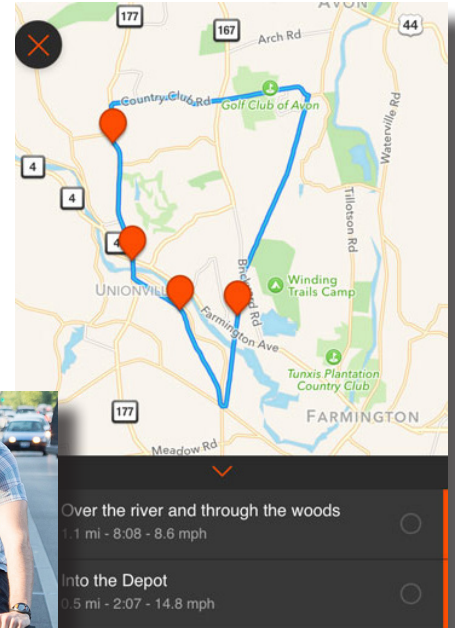 AVON
177
167
44
Arch Rd
Country Club Rd
Golf Club of Avon
Waterville Rd
4
4
Tillotson Rd
4
Winding
Trails Camp
UNIONVIL
Farmington Ave
Tunxis Plantation
Country Club
177
FARMINGTON
Meadow Rd
Over the river and through the woods
1.1 mi - 8:08 - 8.6 mph
Into the Depot
0.5 mi - 2:07 - 14.8 mph